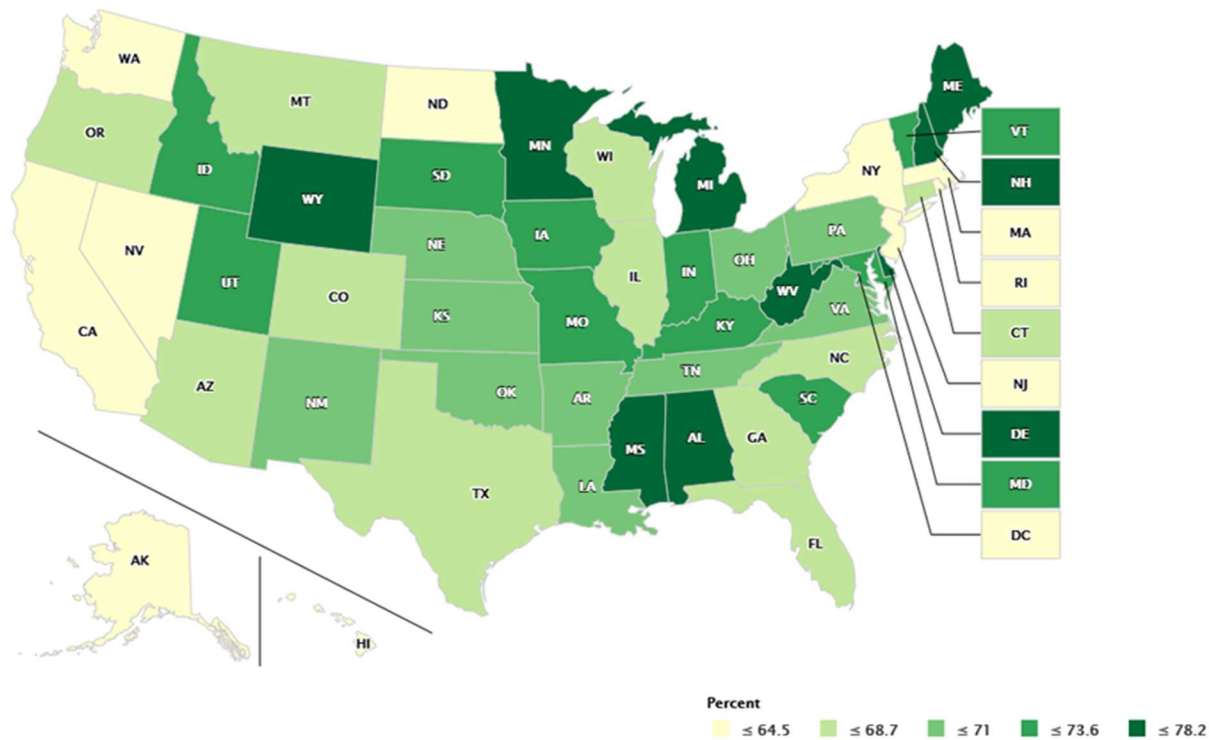 WA
MT
ND
ME
OR
MN
VT
ID
WI
SD
NY
WY
NH
MI
MA
IA
PA
NE
NV
OH
RI
IN
IL
UT
WV
CO
VA
KS
MO
KY
CA
CT
NC
TN
AZ
NJ
OK
AR
SC
NM
DE
AL
GA
MS
MD
LA
TX
DC
FL
AK
HI
Percent
≤ 64.5 ≤ 68.7 ≤ 71 ≤ 73.6 ≤ 78.2